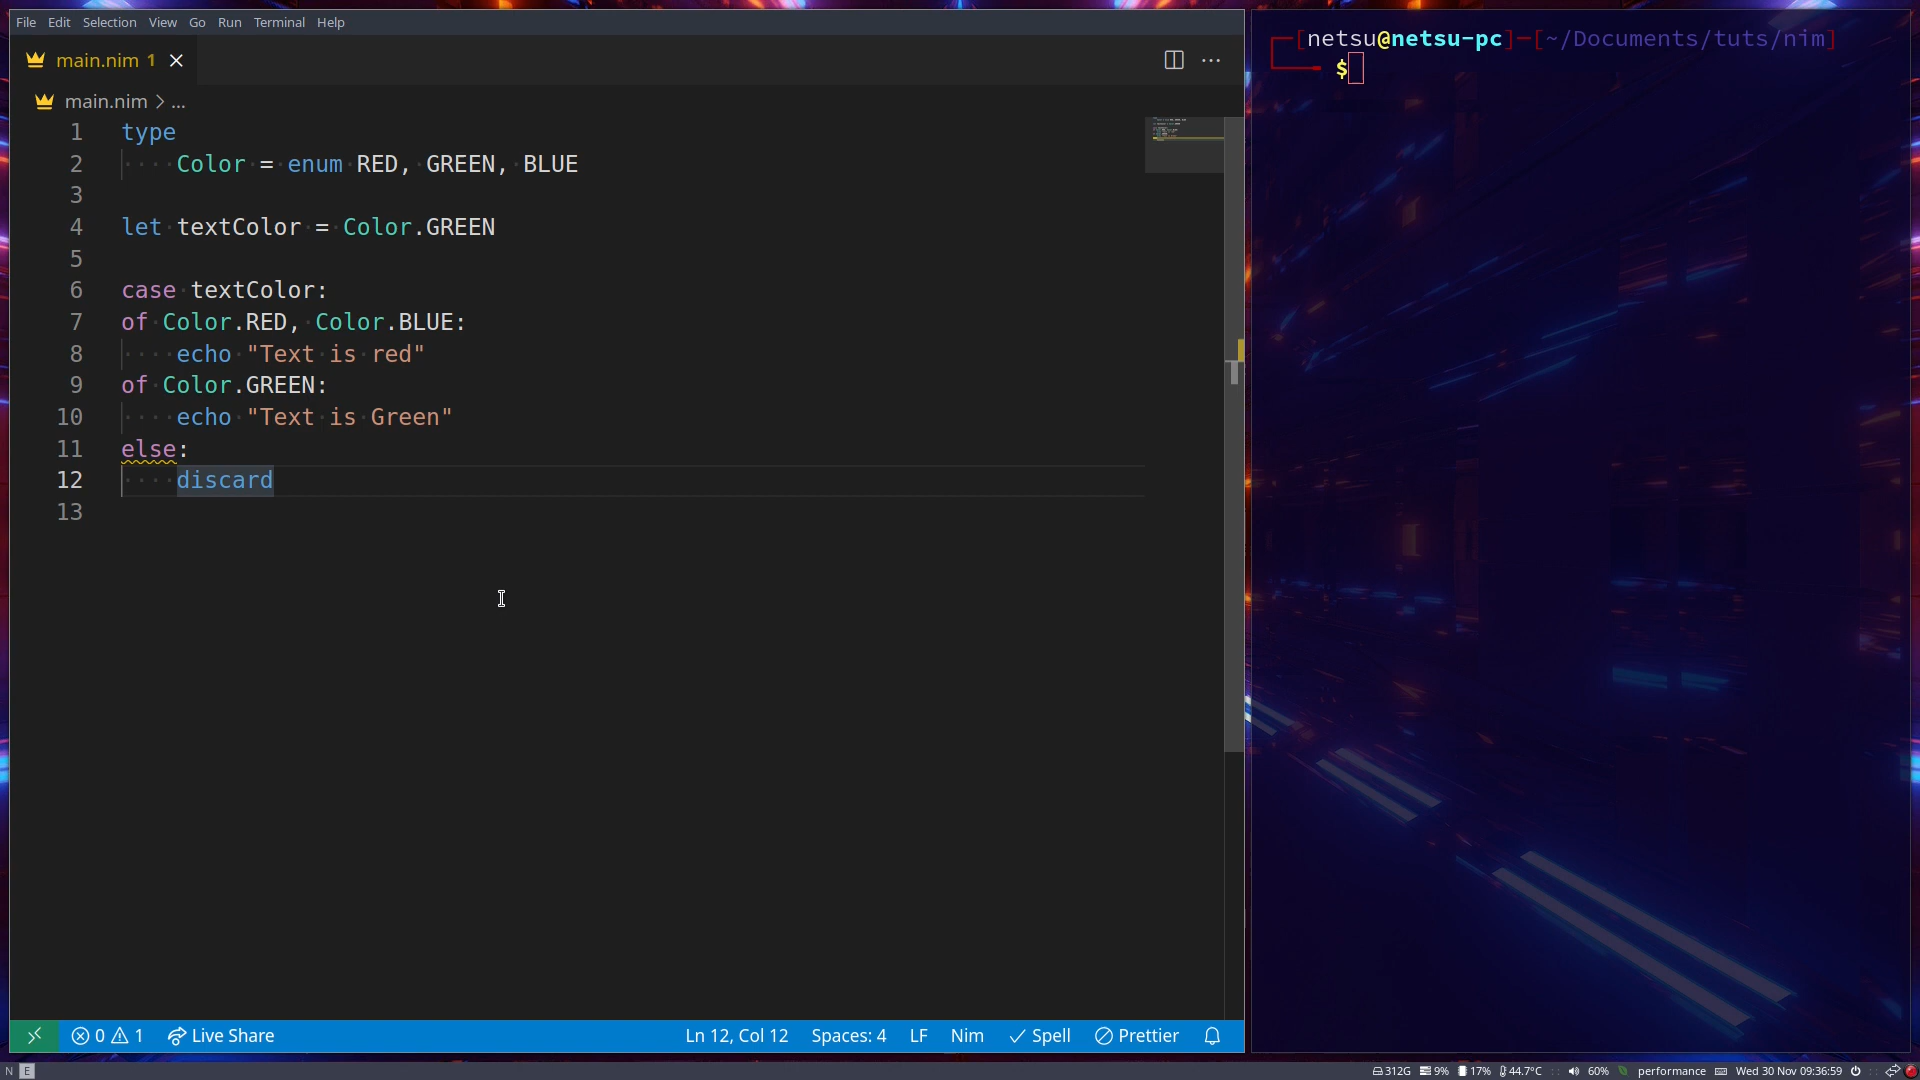 File Edit Selection View Go Run Terminal Help
main.nim 1
main.nim > ...
1 type
2     Color = enum RED, GREEN, BLUE
3
4 let textColor = Color.GREEN
5
6 case textColor:
7 of Color.RED, Color.BLUE:
8     echo "Text is red"
9 of Color.GREEN:
10     echo "Text is Green"
11 else:
12     discard
13
0 1 Live Share Ln 12, Col 12 Spaces: 4 LF Nim Spell Prettier
[netsu@netsu-pc]-[~/Documents/tuts/nim]
$
N E 312G 9% 17% 44.7°C 60% performance Wed 30 Nov 09:36:59